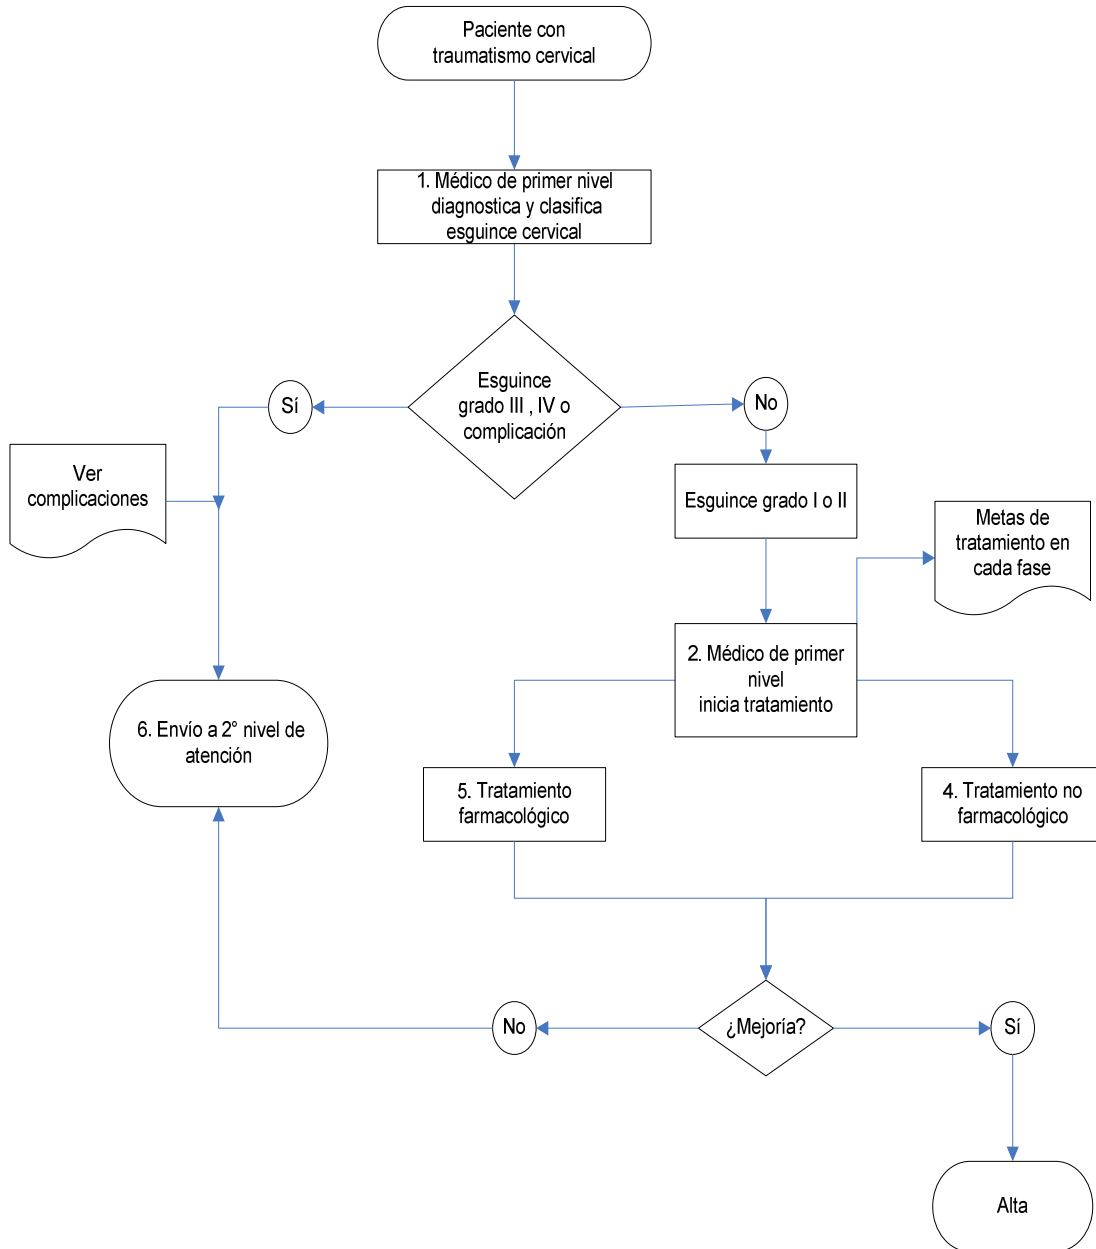 Paciente con
traumatismo cervical
1. Médico de primer nivel
diagnostica y clasifica
esguince cervical
Esguince
grado III , IV o
complicación
Sí
No
Ver
complicaciones
Esguince grado I o II
Metas de
tratamiento en
cada fase
2. Médico de primer
nivel
inicia tratamiento
6. Envío a 2° nivel de
atención
5. Tratamiento
farmacológico
4. Tratamiento no
farmacológico
No
¿Mejoría?
Sí
Alta